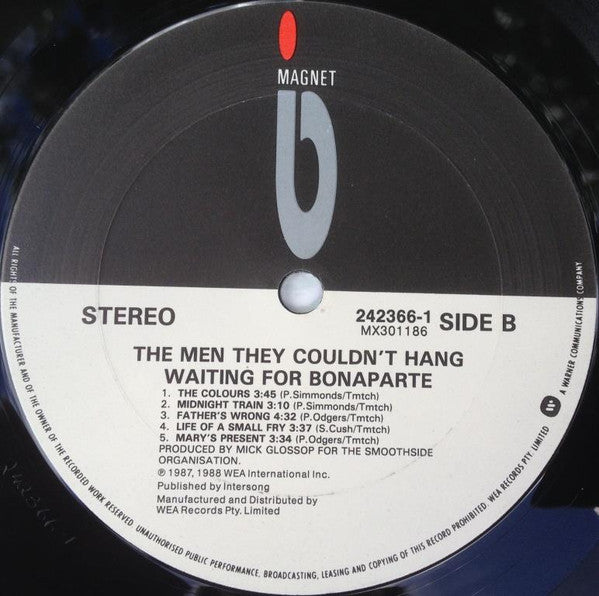 MAGNET
STEREO
242366-1
MX301186
SIDE B
THE MEN THEY COULDN'T HANG
WAITING FOR BONAPARTE
1. THE COLOURS 3:45 (P.Simmonds/Tmtch)
2. MIDNIGHT TRAIN 3:10 (P.Simmonds/Tmtch)
3. FATHER'S WRONG 4:32 (P.Odgers/Tmtch)
4. LIFE OF A SMALL FRY 3:37 (S.Cush/Tmtch)
5. MARY'S PRESENT 3:34 (P.Odgers/Tmtch)
PRODUCED BY MICK GLOSSOP FOR THE SMOOTHSIDE
ORGANISATION.
℗ 1987, 1988 WEA International Inc.
Published by Intersong
Manufactured and Distributed by
WEA Records Pty. Limited
ALL RIGHTS OF THE MANUFACTURER AND OF THE OWNER OF THE RECORDED WORK RESERVED. UNAUTHORISED PUBLIC PERFORMANCE, BROADCASTING, LEASING AND COPYING OF THIS RECORD PROHIBITED. WEA RECORDS PTY. LIMITED
A WARNER COMMUNICATIONS COMPANY